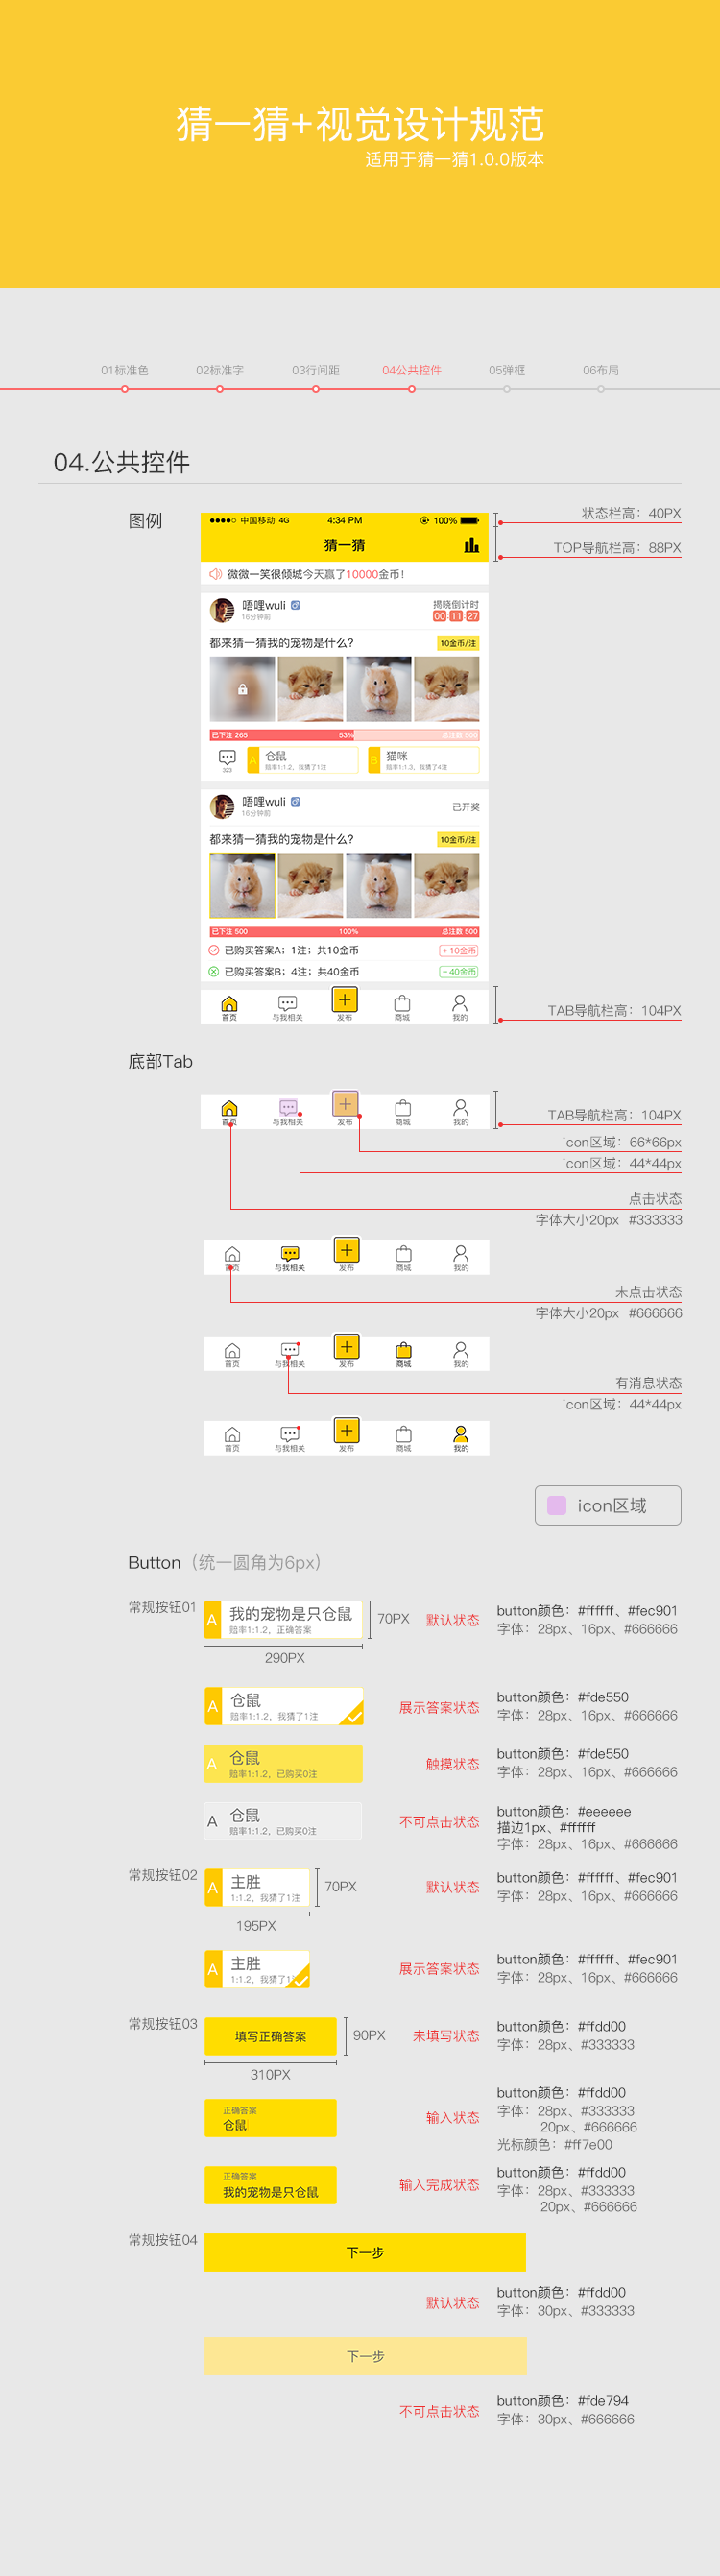 猜一猜+视觉设计规范
适用于猜一猜1.0.0版本
01标准色 02标准字 03行间距 04公共控件 05弹框 06布局
04.公共控件
图例
中国移动 4G 4:34 PM 100%
猜一猜
状态栏高：40PX
TOP导航栏高：88PX
微微一笑很倾城今天赢了10000金币！
唔哩wuli
16分钟前
揭晓倒计时
00:11:27
都来猜一猜我的宠物是什么？
10金币/注
已下注 265 53% 总注数 500
323
A 仓鼠
赔率1:1.2，我猜了1注
B 猫咪
赔率1:1.3，我猜了4注
唔哩wuli
16分钟前
已开奖
都来猜一猜我的宠物是什么？
10金币/注
已下注 500 100% 总注数 500
已购买答案A；1注；共10金币 +10金币
已购买答案B；4注；共40金币 -40金币
首页 与我相关 发布 商城 我的
TAB导航栏高：104PX
底部Tab
首页 与我相关 发布 商城 我的
TAB导航栏高：104PX
icon区域：66*66px
icon区域：44*44px
点击状态
字体大小20px #333333
首页 与我相关 发布 商城 我的
未点击状态
字体大小20px #666666
首页 与我相关 发布 商城 我的
有消息状态
icon区域：44*44px
首页 与我相关 发布 商城 我的
icon区域
Button（统一圆角为6px）
常规按钮01
A 我的宠物是只仓鼠
赔率1:1.2，正确答案
70PX
290PX
默认状态
button颜色：#ffffff、#fec901
字体：28px、16px、#666666
A 仓鼠
赔率1:1.2，我猜了1注
展示答案状态
button颜色：#fde550
字体：28px、16px、#666666
A 仓鼠
赔率1:1.2，已购买0注
触摸状态
button颜色：#fde550
字体：28px、16px、#666666
A 仓鼠
赔率1:1.2，已购买0注
不可点击状态
button颜色：#eeeeee
描边1px、#ffffff
字体：28px、16px、#666666
常规按钮02
A 主胜
1:1.2，我猜了1注
70PX
195PX
默认状态
button颜色：#ffffff、#fec901
字体：28px、16px、#666666
A 主胜
1:1.2，我猜了1
展示答案状态
button颜色：#ffffff、#fec901
字体：28px、16px、#666666
常规按钮03
填写正确答案
90PX
310PX
未填写状态
button颜色：#ffdd00
字体：28px、#333333
正确答案
仓鼠
输入状态
button颜色：#ffdd00
字体：28px、#333333
20px、#666666
光标颜色：#ff7e00
正确答案
我的宠物是只仓鼠
输入完成状态
button颜色：#ffdd00
字体：28px、#333333
20px、#666666
常规按钮04
下一步
默认状态
button颜色：#ffdd00
字体：30px、#333333
下一步
不可点击状态
button颜色：#fde794
字体：30px、#666666